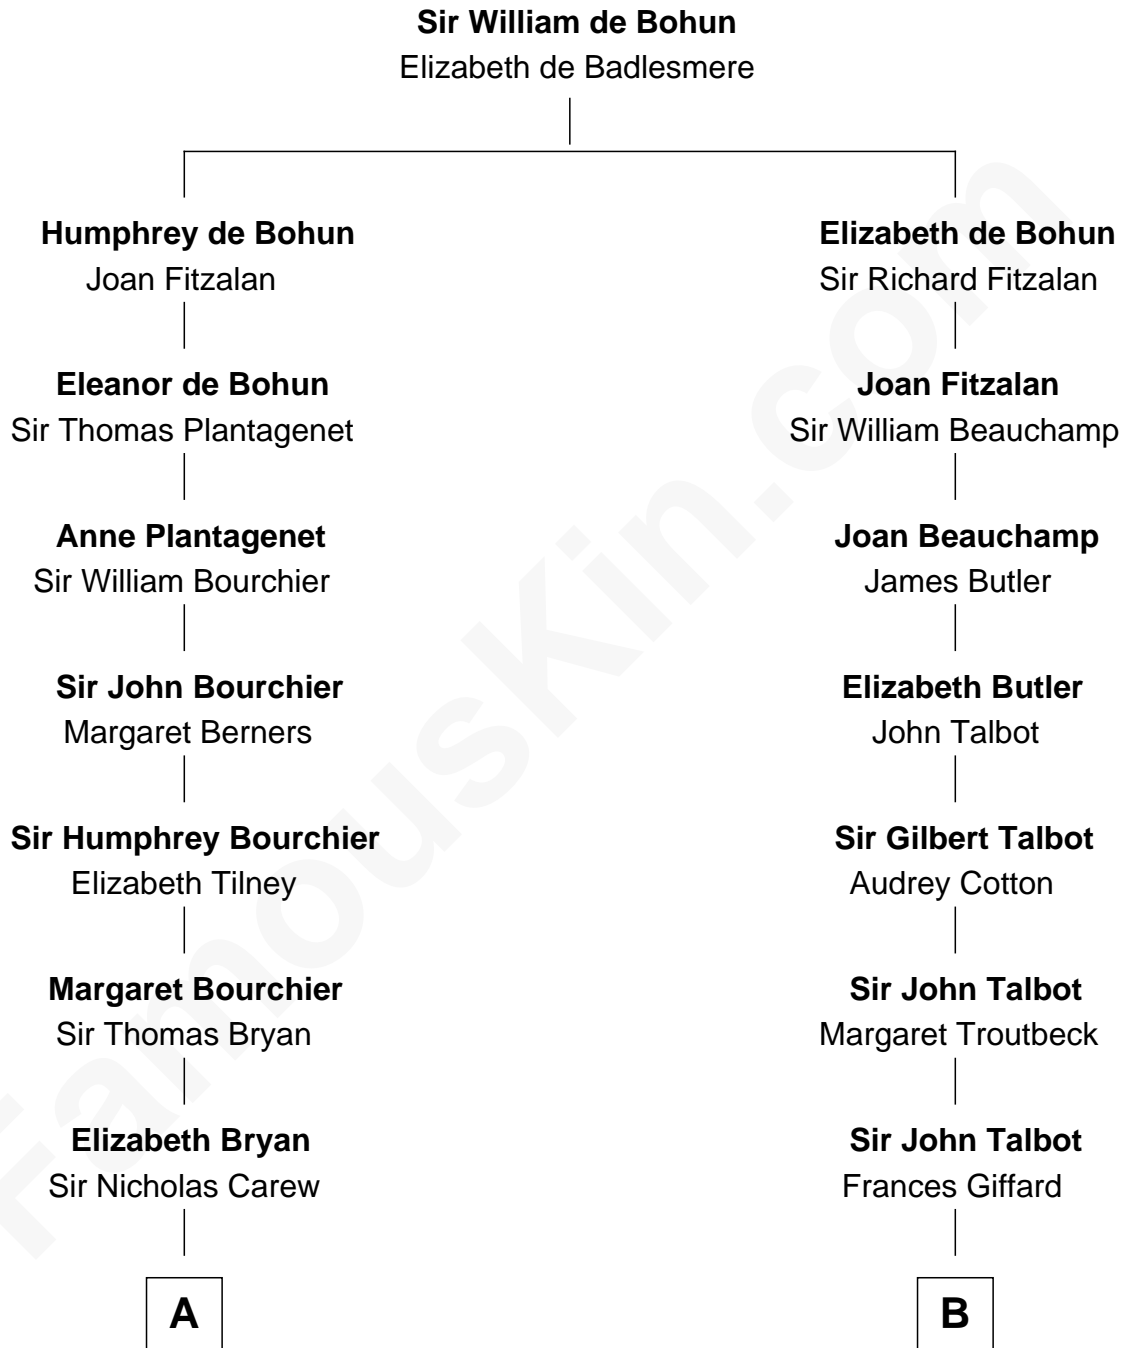 Sir William de Bohun
Elizabeth de Badlesmere
Humphrey de Bohun
Joan Fitzalan
Elizabeth de Bohun
Sir Richard Fitzalan
Eleanor de Bohun
Sir Thomas Plantagenet
Joan Fitzalan
Sir William Beauchamp
Anne Plantagenet
Sir William Bourchier
Joan Beauchamp
James Butler
Sir John Bourchier
Margaret Berners
Elizabeth Butler
John Talbot
Sir Humphrey Bourchier
Elizabeth Tilney
Sir Gilbert Talbot
Audrey Cotton
Margaret Bourchier
Sir Thomas Bryan
Sir John Talbot
Margaret Troutbeck
Elizabeth Bryan
Sir Nicholas Carew
Sir John Talbot
Frances Giffard
A
B
FamousKin.com